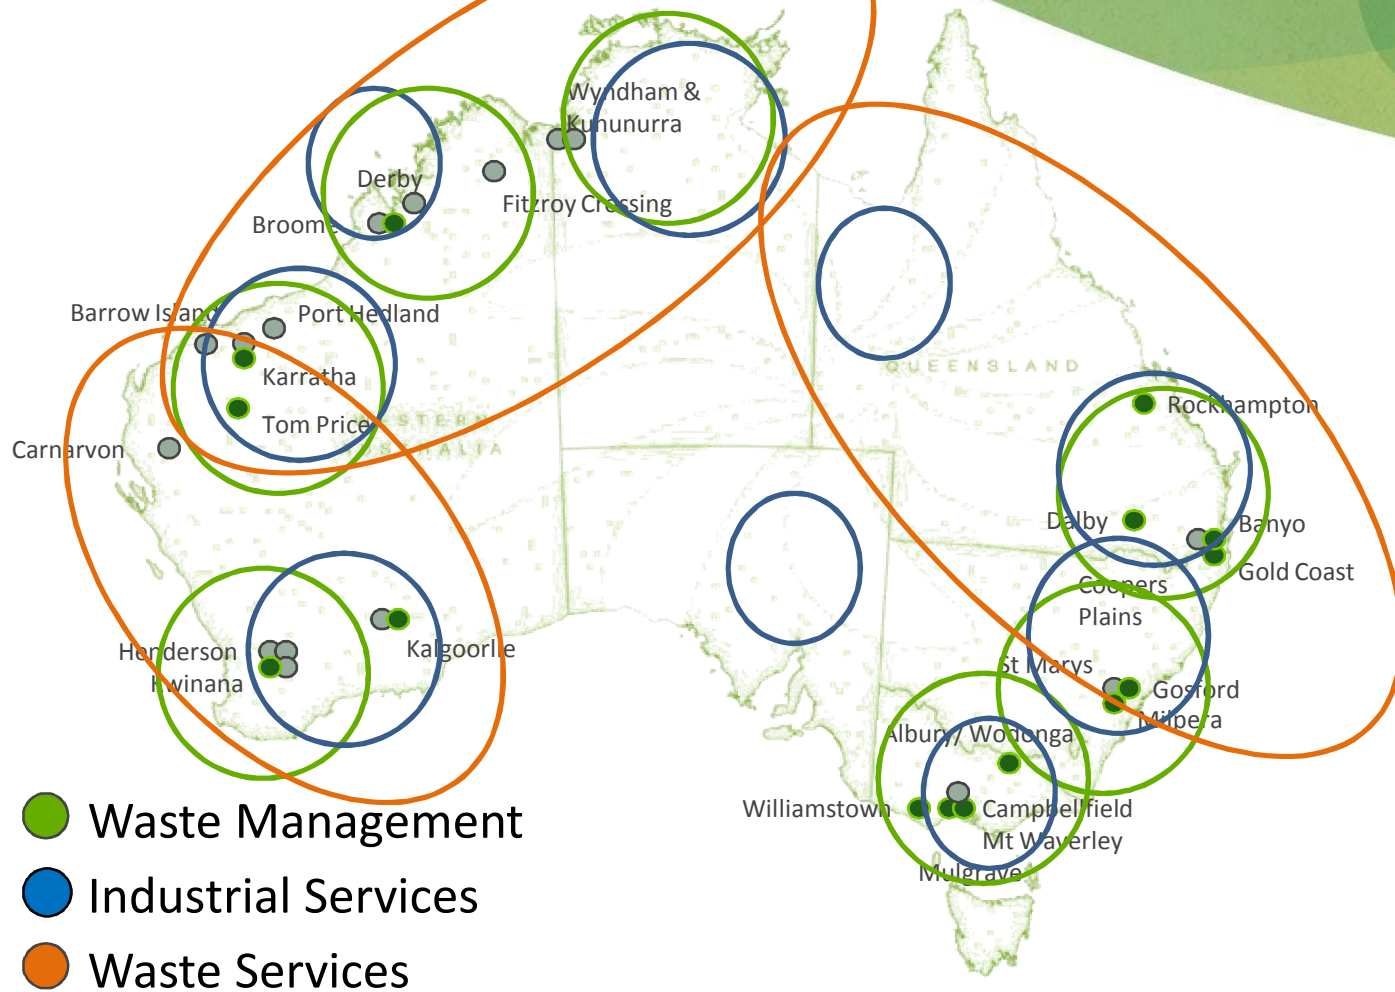 Wyndham &
Kununurra
Derby
Fitzroy Crossing
Broome
Barrow Island
Port Hedland
Karratha
QUEENSLAND
Tom Price
WESTERN
AUSTRALIA
Rockhampton
Carnarvon
Dalby
Banyo
Gold Coast
Coopers
Plains
Henderson
Kalgoorlie
Kwinana
St Marys
Gosford
Milpera
Albury/ Wodonga
Williamstown
Campbellfield
Mt Waverley
Mulgrave
Waste Management
Industrial Services
Waste Services